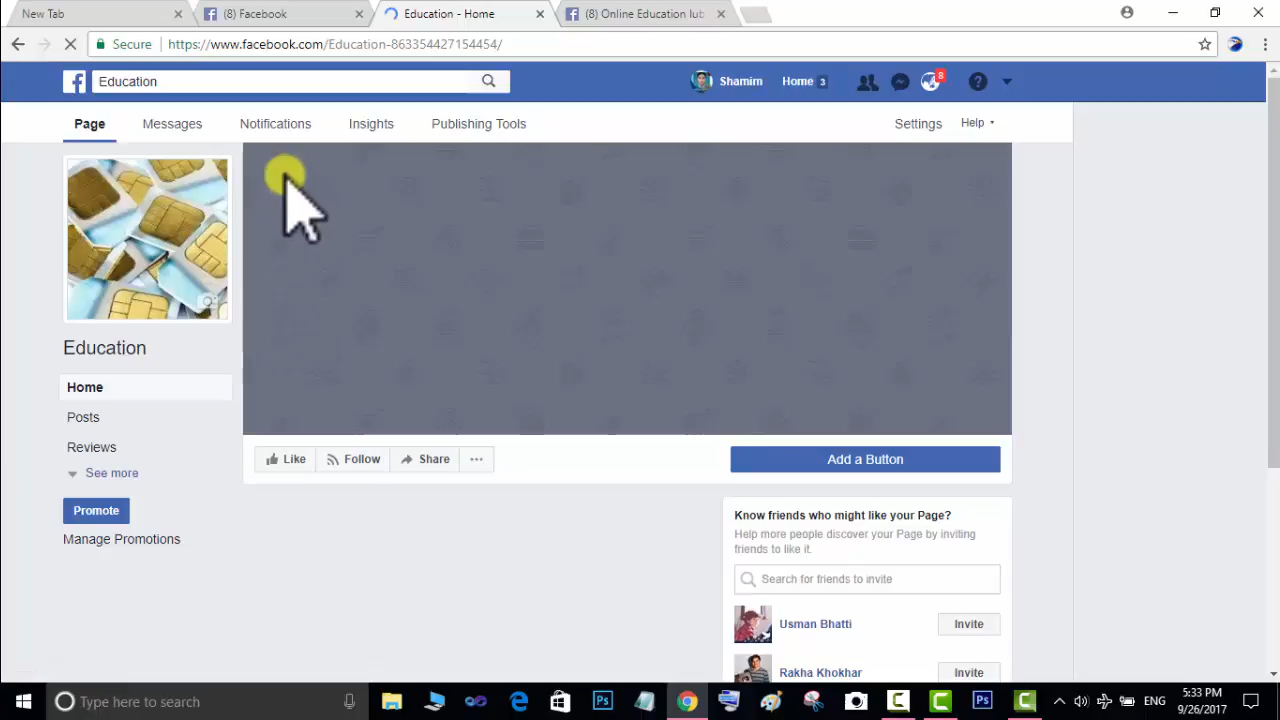 New Tab
(8) Facebook
Education - Home
(8) Online Education lub
Secure
https://www.facebook.com/Education-863354427154454/
Education
Shamim
Home 3
8
Page
Messages
Notifications
Insights
Publishing Tools
Settings
Help
Education
Home
Posts
Reviews
See more
Promote
Manage Promotions
Like
Follow
Share
Add a Button
Know friends who might like your Page?
Help more people discover your Page by inviting
friends to like it.
Search for friends to invite
Usman Bhatti
Invite
Rakha Khokhar
Invite
Type here to search
Ps
Ps
ENG
5:33 PM
9/26/2017